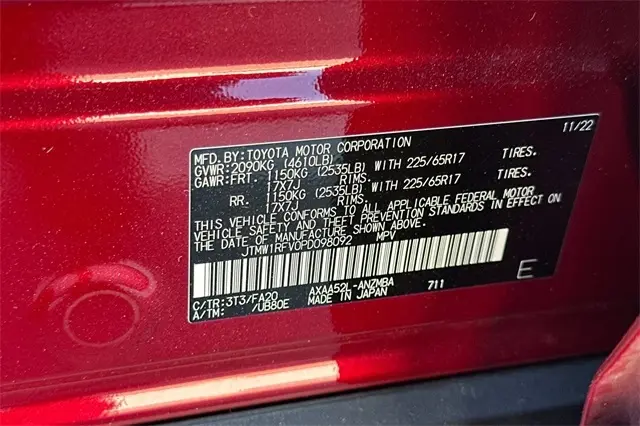 11/22
MFD. BY: TOYOTA MOTOR CORPORATION
GVWR: 2090KG (4610LB)
GAWR: FRT. 1150KG (2535LB) WITH 225/65R17 TIRES.
17X7J RIMS.
RR. 1150KG (2535LB) WITH 225/65R17 TIRES.
17X7J RIMS.
THIS VEHICLE CONFORMS TO ALL APPLICABLE FEDERAL MOTOR
VEHICLE SAFETY AND THEFT PREVENTION STANDARDS IN EFFECT ON
THE DATE OF MANUFACTURE SHOWN ABOVE.
JTMW1RFV0PD098092 MPV
E
C/TR: 3T3/FA20 AXAA52L-ANZMBA 711
A/TM: /UB80E MADE IN JAPAN